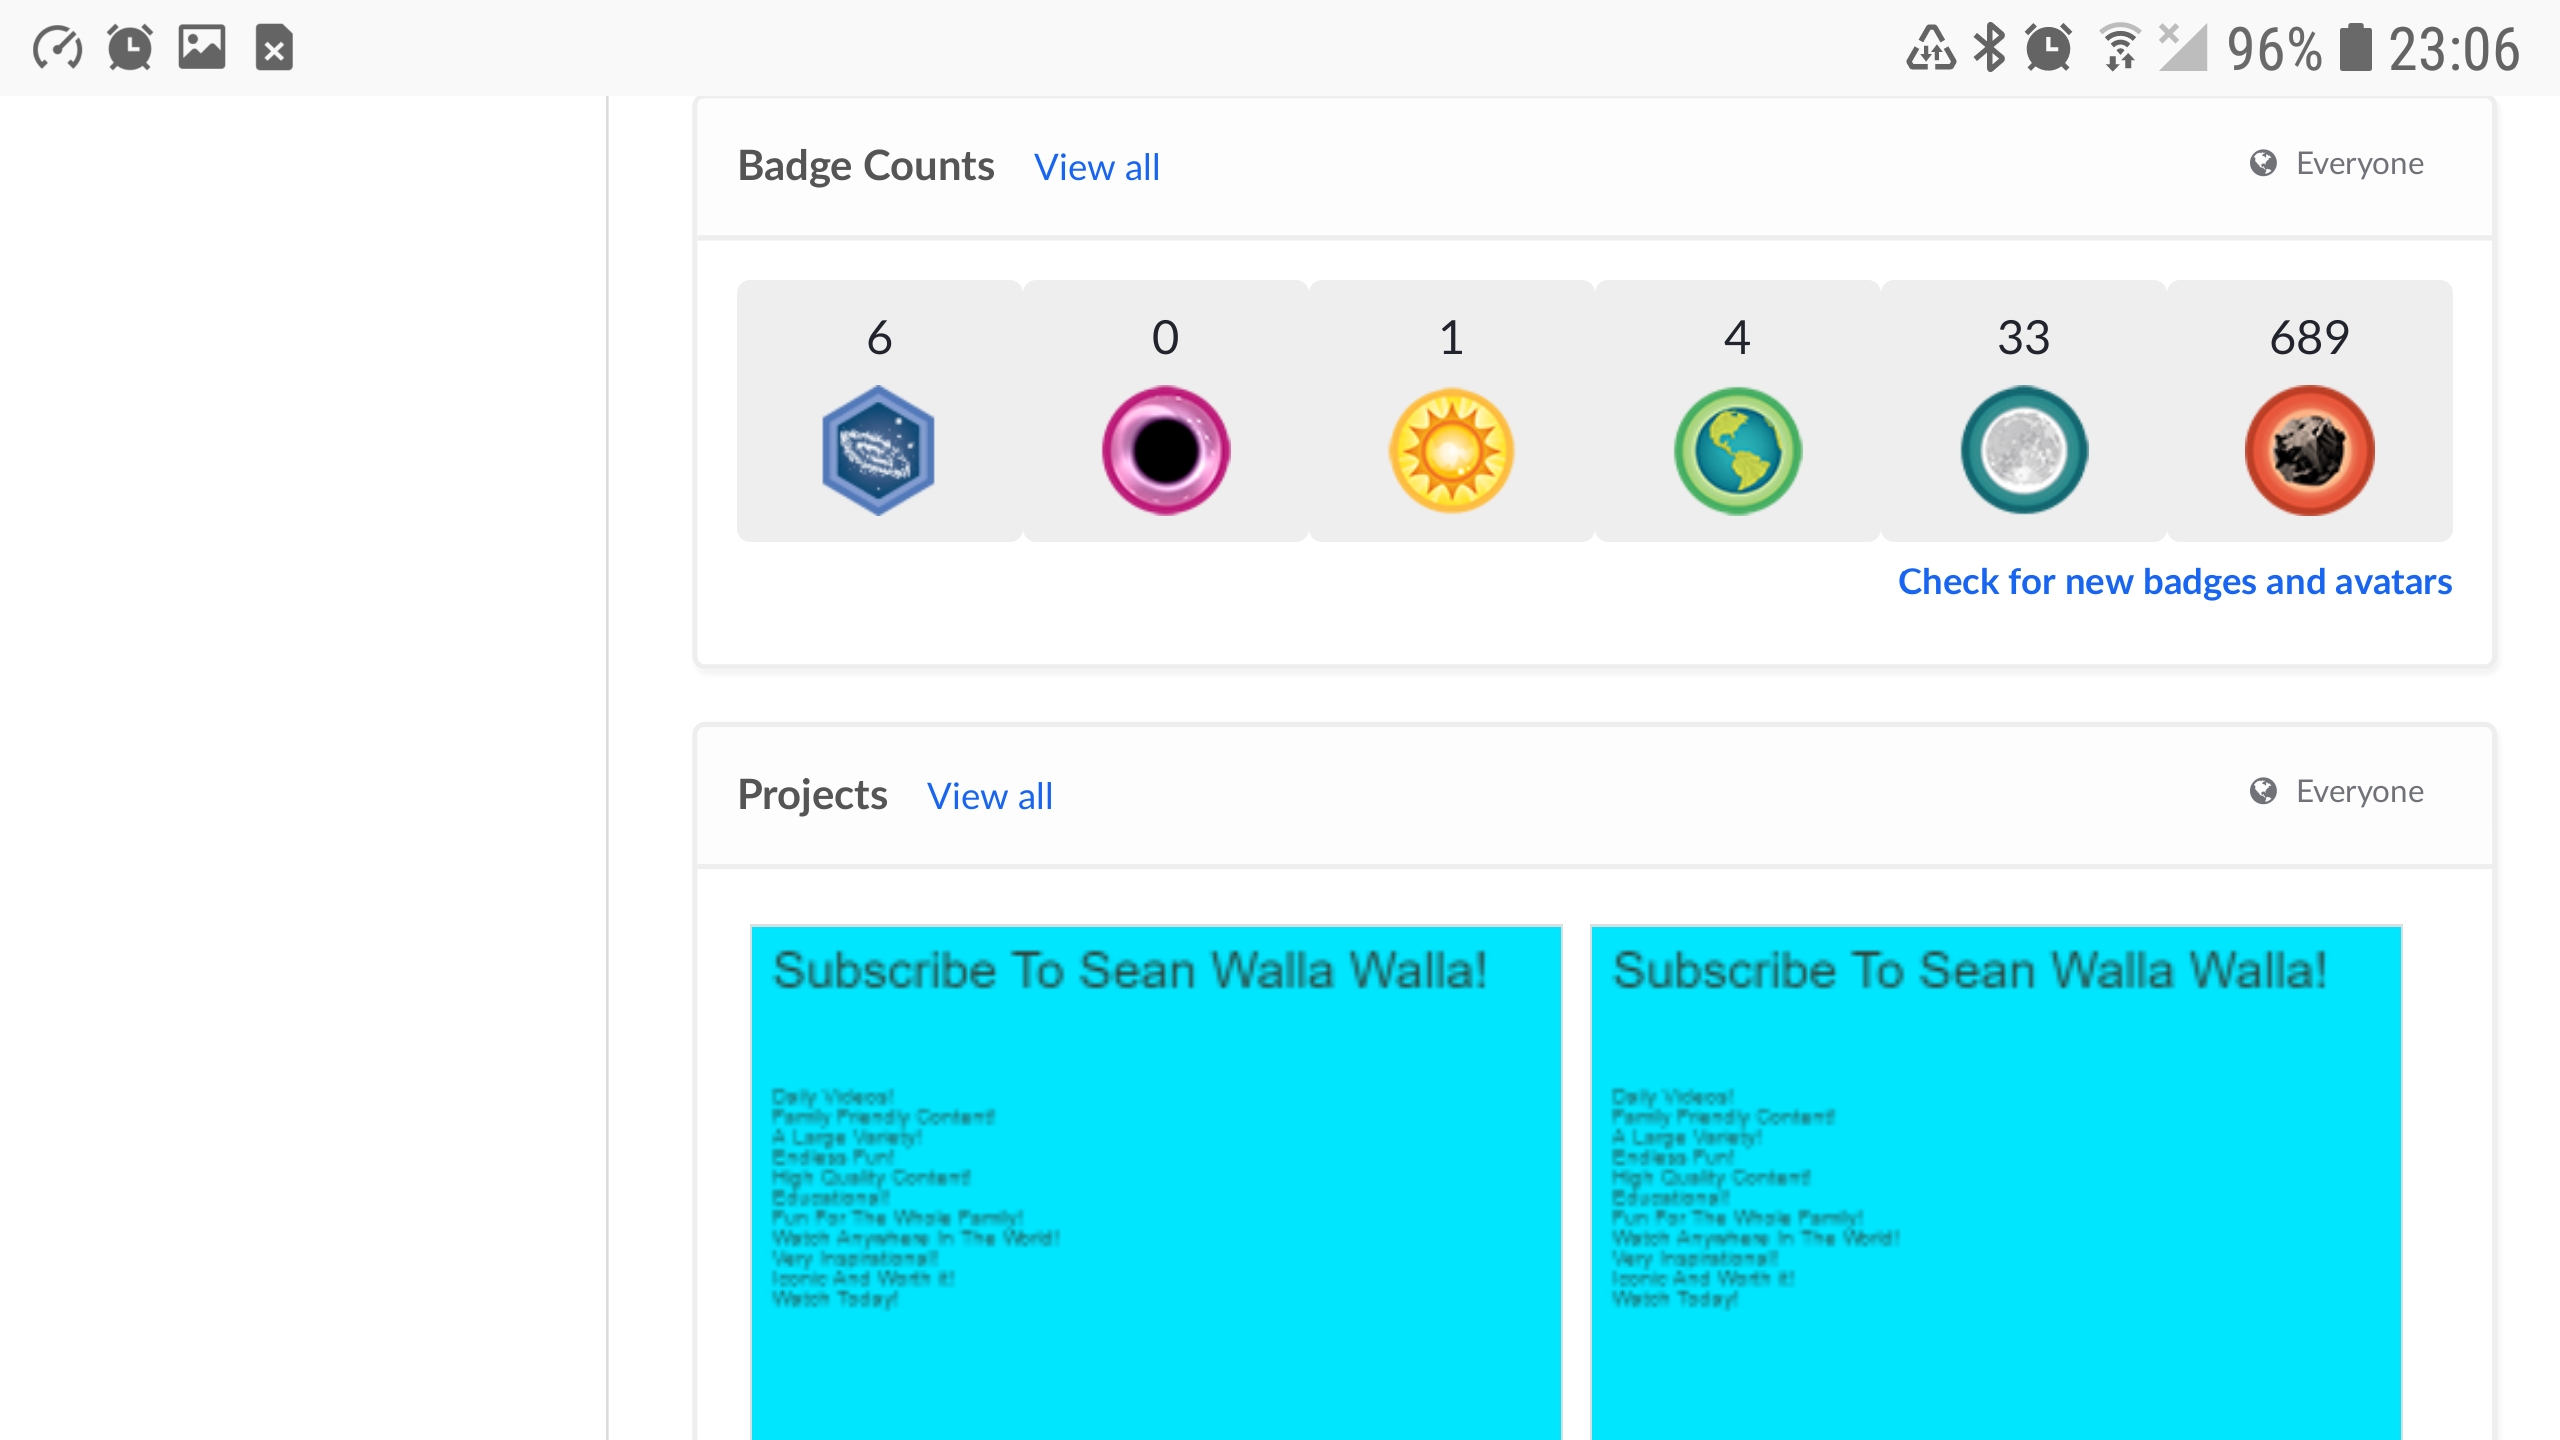 96% 23:06
Badge Counts View all Everyone
6 0 1 4 33 689
Check for new badges and avatars
Projects View all Everyone
Subscribe To Sean Walla Walla! Subscribe To Sean Walla Walla!
Daily Videos! Daily Videos!
Family Friendly Content! Family Friendly Content!
A Large Variety! A Large Variety!
Endless Fun! Endless Fun!
High Quality Content! High Quality Content!
Educational! Educational!
Fun For The Whole Family! Fun For The Whole Family!
Watch Anywhere In The World! Watch Anywhere In The World!
Very Inspirational! Very Inspirational!
Iconic And Worth it! Iconic And Worth it!
Watch Today! Watch Today!